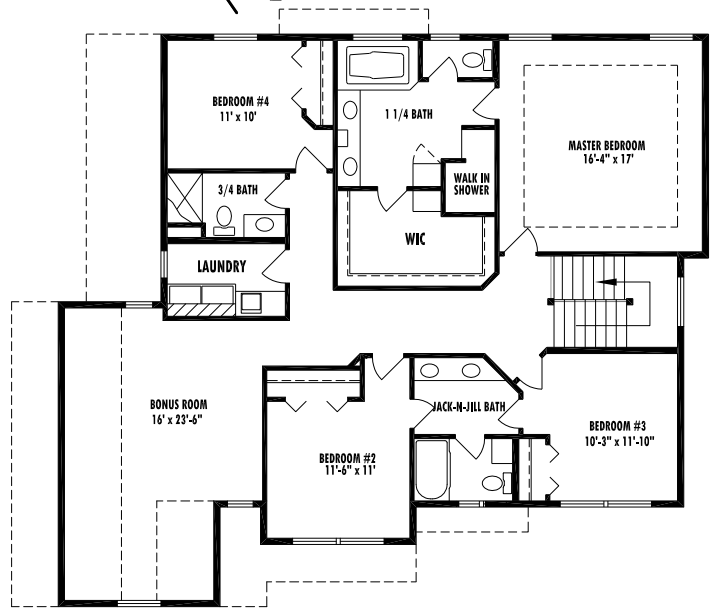 BEDROOM #4
11' x 10'
1 1/4 BATH
MASTER BEDROOM
16'-4" x 17'
WALK IN
SHOWER
3/4 BATH
WIC
LAUNDRY
BONUS ROOM
16' x 23'-6"
JACK-N-JILL BATH
BEDROOM #3
10'-3" x 11'-10"
BEDROOM #2
11'-6" x 11'